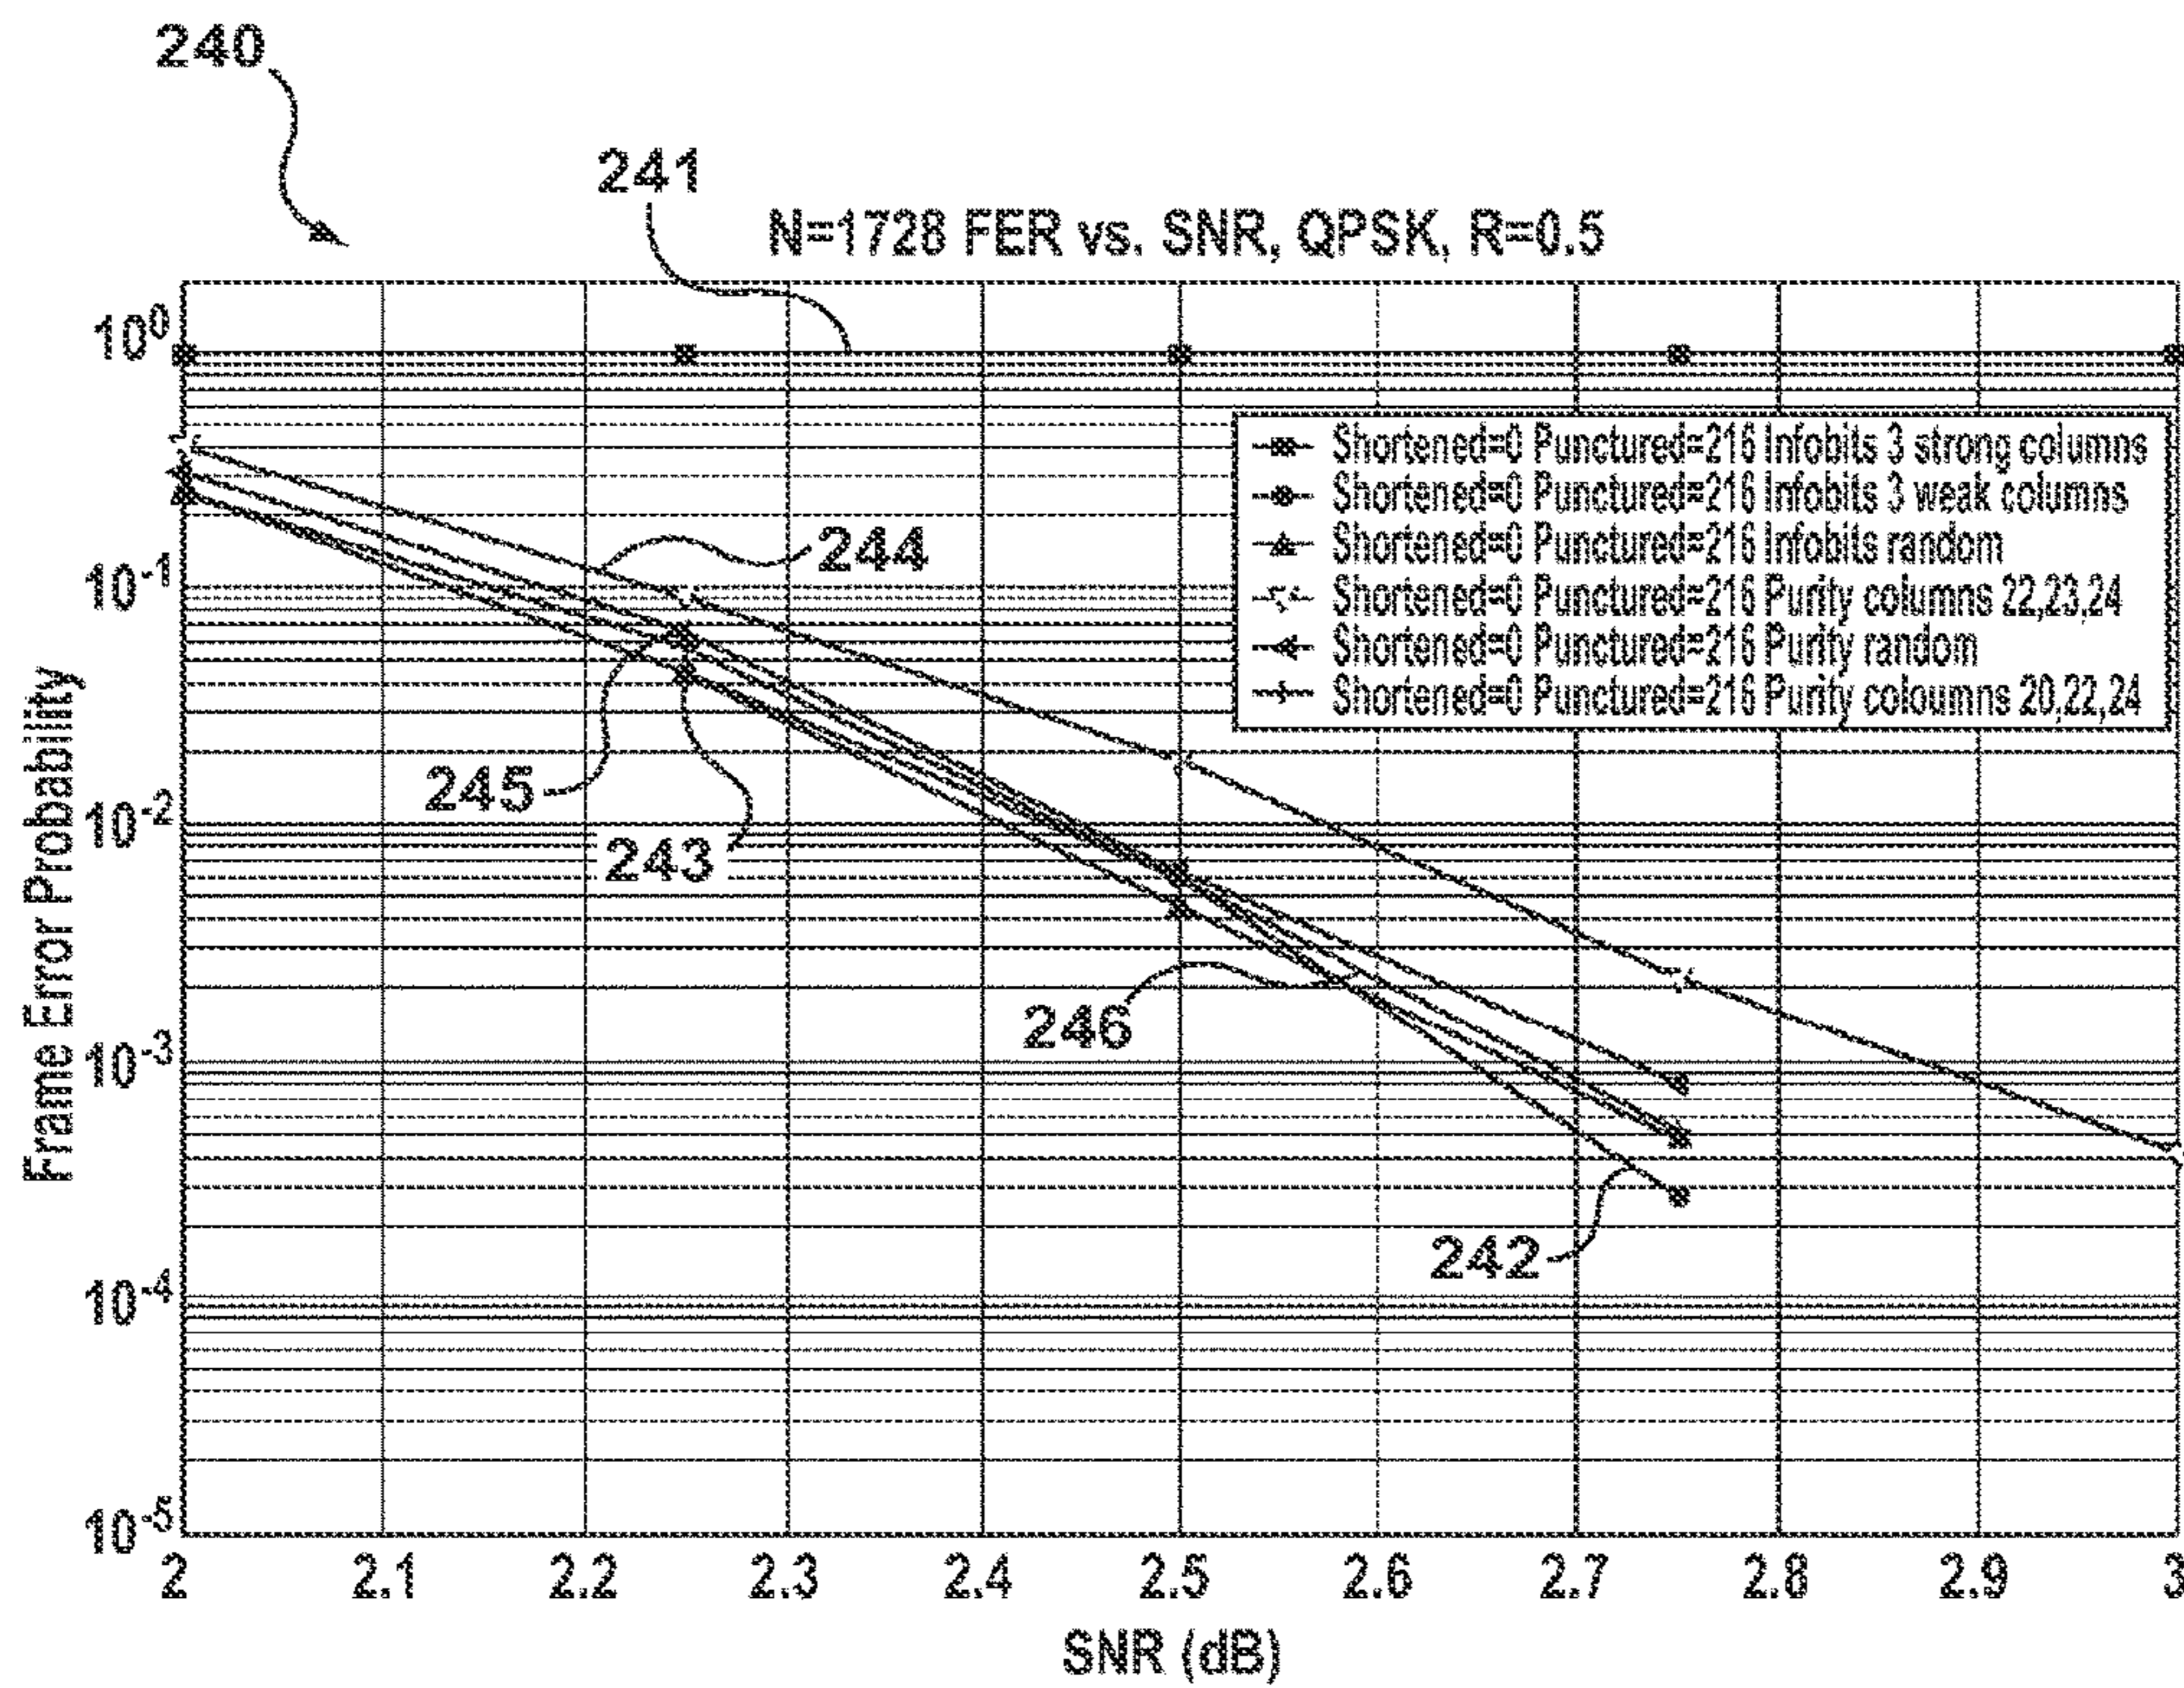 240
241
N=1728 FER vs. SNR, QPSK, R=0.5
10^0
Shortened=0 Punctured=216 Infobits 3 strong columns
Shortened=0 Punctured=216 Infobits 3 weak columns
Shortened=0 Punctured=216 Infobits random
Shortened=0 Punctured=216 Purity columns 22,23,24
Shortened=0 Punctured=216 Purity random
Shortened=0 Punctured=216 Purity coloumns 20,22,24
244
10^-1
245
243
10^-2
246
10^-3
242
10^-4
10^-5
Frame Error Probability
2 2.1 2.2 2.3 2.4 2.5 2.6 2.7 2.8 2.9 3
SNR (dB)